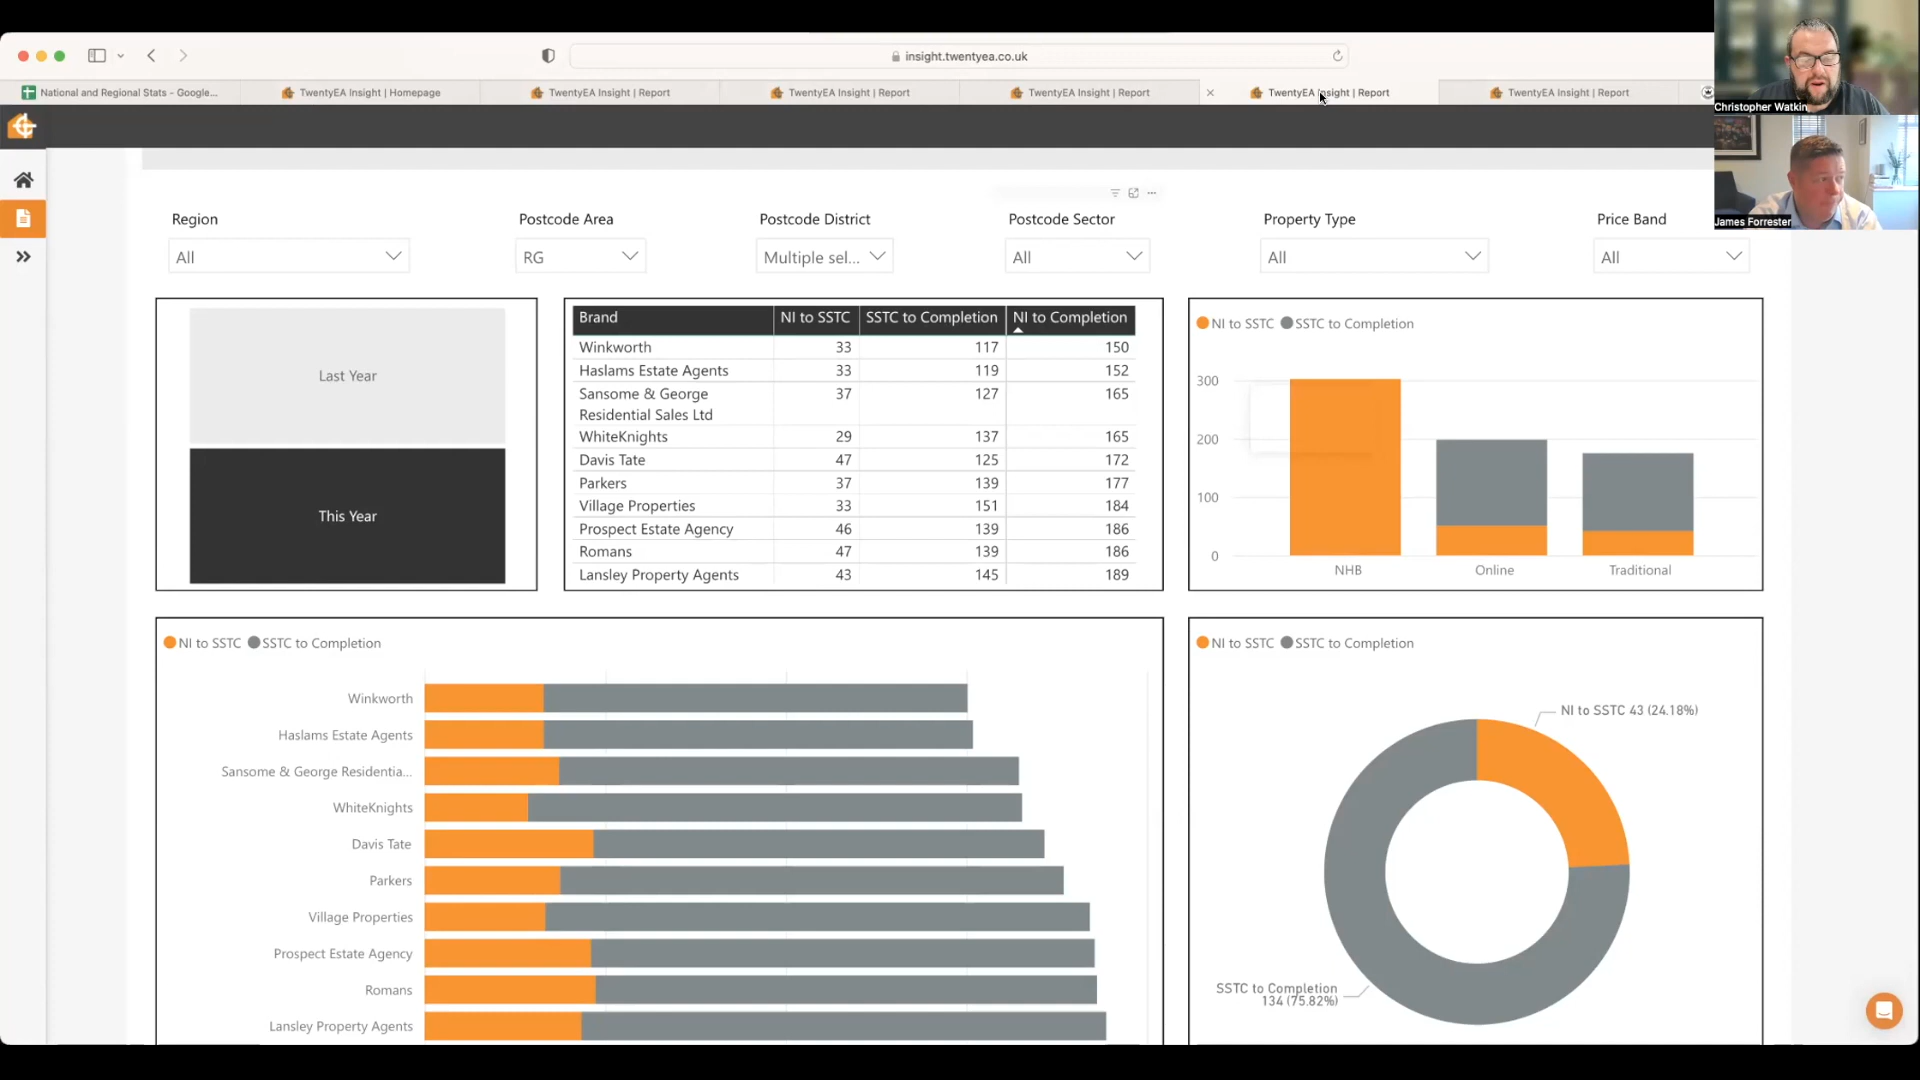 insight.twentyea.co.uk
National and Regional Stats - Google...
TwentyEA Insight | Homepage
TwentyEA Insight | Report
TwentyEA Insight | Report
TwentyEA Insight | Report
TwentyEA Insight | Report
TwentyEA Insight | Report
Christopher Watkin
James Forrester
Region
Postcode Area
Postcode District
Postcode Sector
Property Type
Price Band
All
RG
Multiple sel...
All
All
All
Last Year
This Year
Brand NI to SSTC SSTC to Completion NI to Completion
Winkworth 33 117 150
Haslams Estate Agents 33 119 152
Sansome & George 37 127 165
Residential Sales Ltd
WhiteKnights 29 137 165
Davis Tate 47 125 172
Parkers 37 139 177
Village Properties 33 151 184
Prospect Estate Agency 46 139 186
Romans 47 139 186
Lansley Property Agents 43 145 189
NI to SSTC SSTC to Completion
300
200
100
0
NHB Online Traditional
NI to SSTC SSTC to Completion
Winkworth
Haslams Estate Agents
Sansome & George Residentia...
WhiteKnights
Davis Tate
Parkers
Village Properties
Prospect Estate Agency
Romans
Lansley Property Agents
NI to SSTC SSTC to Completion
NI to SSTC 43 (24.18%)
SSTC to Completion
134 (75.82%)